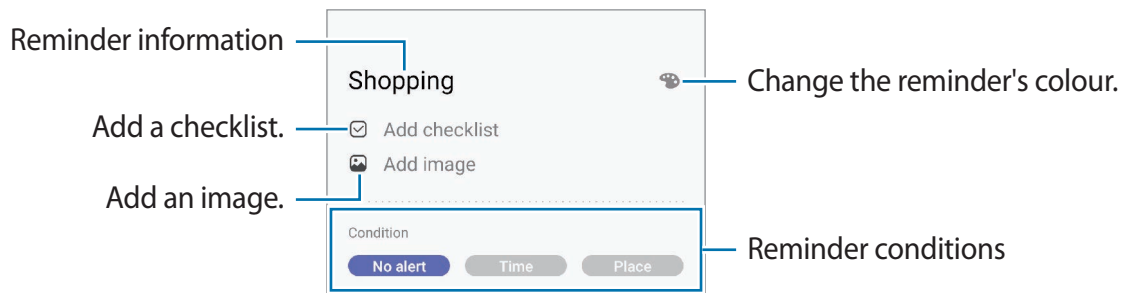 Reminder information
Shopping
Change the reminder's colour.
Add a checklist.
Add checklist
Add image
Add an image.
Condition
Reminder conditions
No alert Time Place